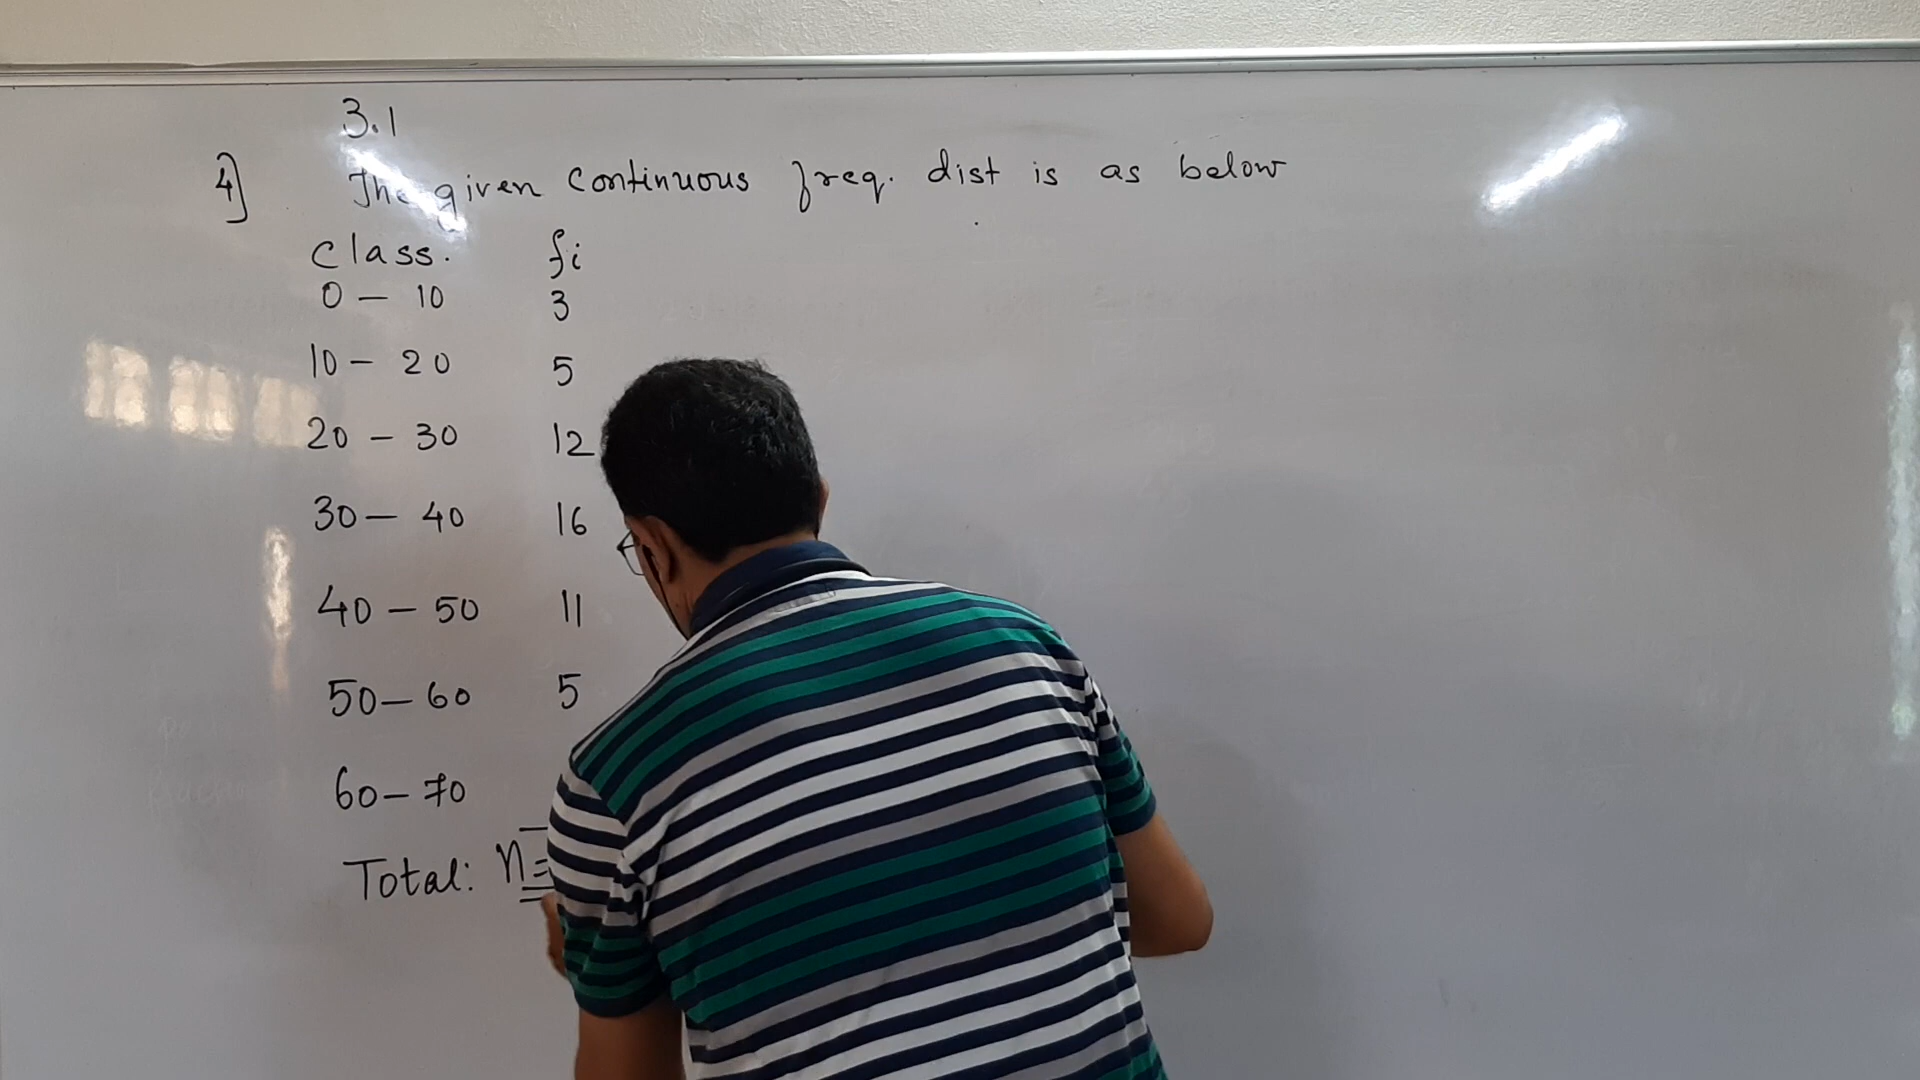 3.1
4] The given continuous freq. dist is as below
class. fi
0 – 10 3
10 – 20 5
20 – 30 12
30 – 40 16
40 – 50 11
50 – 60 5
60 – 70
Total: n=